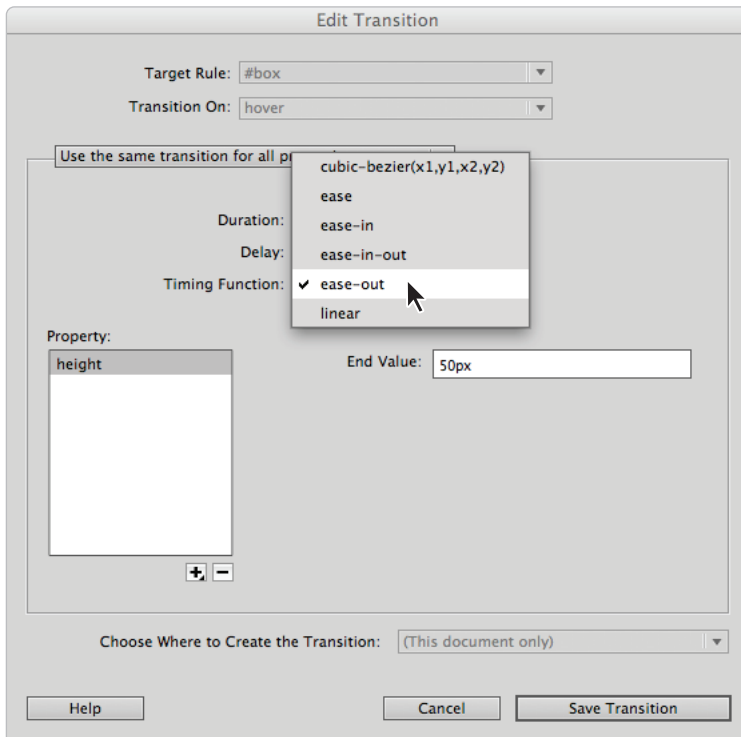 Edit Transition
Target Rule: #box
Transition On: hover
Use the same transition for all
cubic-bezier(x1,y1,x2,y2)
ease
Duration:
ease-in
Delay:
ease-in-out
Timing Function: ✔ ease-out
linear
Property:
height
End Value: 50px
Choose Where to Create the Transition: (This document only)
Help
Cancel
Save Transition